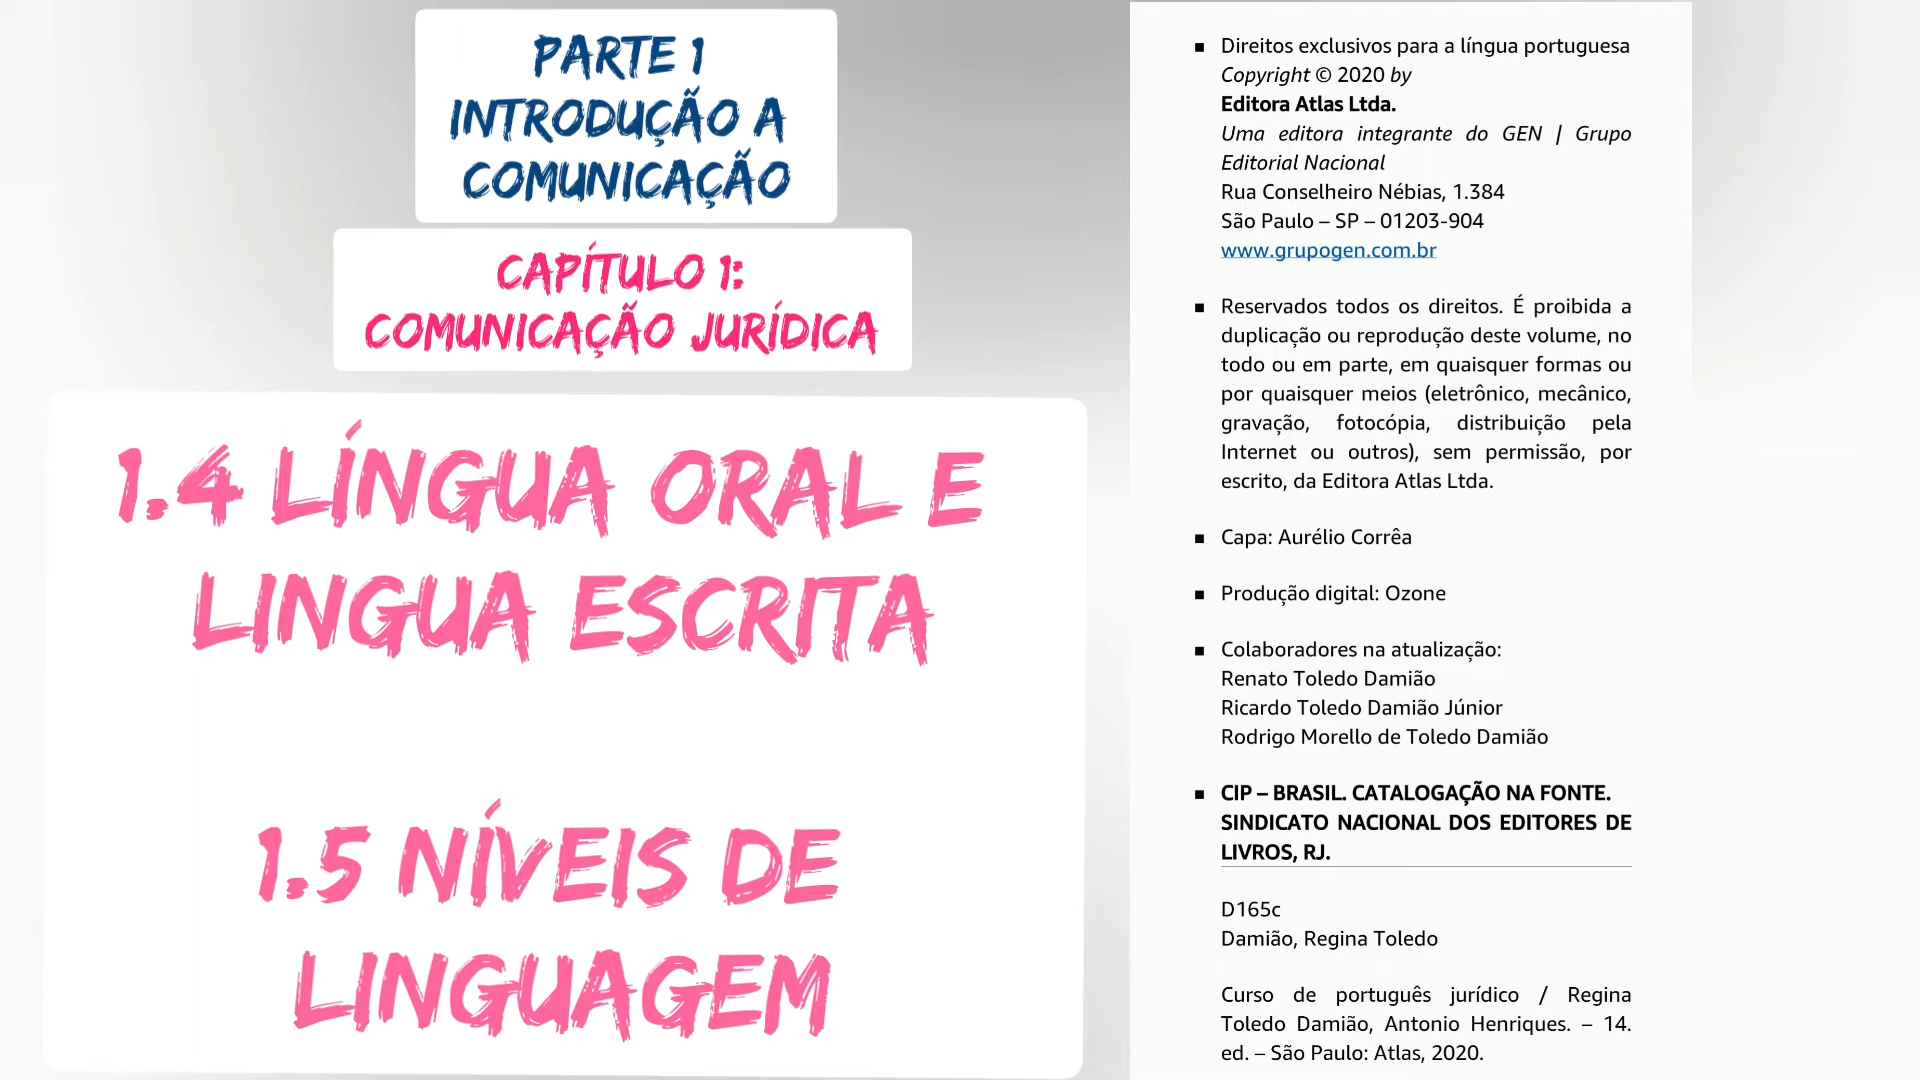 PARTE 1
INTRODUÇÃO A
COMUNICAÇÃO
CAPÍTULO 1:
COMUNICAÇÃO JURÍDICA
1.4 LÍNGUA ORAL E
LINGUA ESCRITA
1.5 NÍVEIS DE
LINGUAGEM
▪ Direitos exclusivos para a língua portuguesa
Copyright © 2020 by
Editora Atlas Ltda.
Uma editora integrante do GEN | Grupo
Editorial Nacional
Rua Conselheiro Nébias, 1.384
São Paulo – SP – 01203-904
www.grupogen.com.br
▪ Reservados todos os direitos. É proibida a
duplicação ou reprodução deste volume, no
todo ou em parte, em quaisquer formas ou
por quaisquer meios (eletrônico, mecânico,
gravação, fotocópia, distribuição pela
Internet ou outros), sem permissão, por
escrito, da Editora Atlas Ltda.
▪ Capa: Aurélio Corrêa
▪ Produção digital: Ozone
▪ Colaboradores na atualização:
Renato Toledo Damião
Ricardo Toledo Damião Júnior
Rodrigo Morello de Toledo Damião
▪ CIP – BRASIL. CATALOGAÇÃO NA FONTE.
SINDICATO NACIONAL DOS EDITORES DE
LIVROS, RJ.
D165c
Damião, Regina Toledo
Curso de português jurídico / Regina
Toledo Damião, Antonio Henriques. – 14.
ed. – São Paulo: Atlas, 2020.